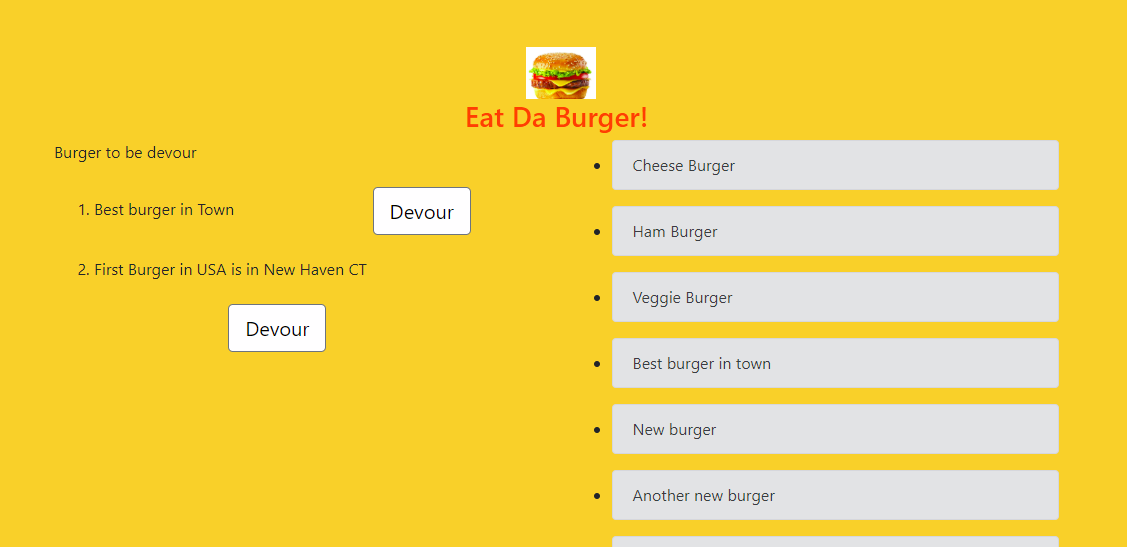 Eat Da Burger!
Burger to be devour
1. Best burger in Town
Devour
2. First Burger in USA is in New Haven CT
Devour
Cheese Burger
Ham Burger
Veggie Burger
Best burger in town
New burger
Another new burger